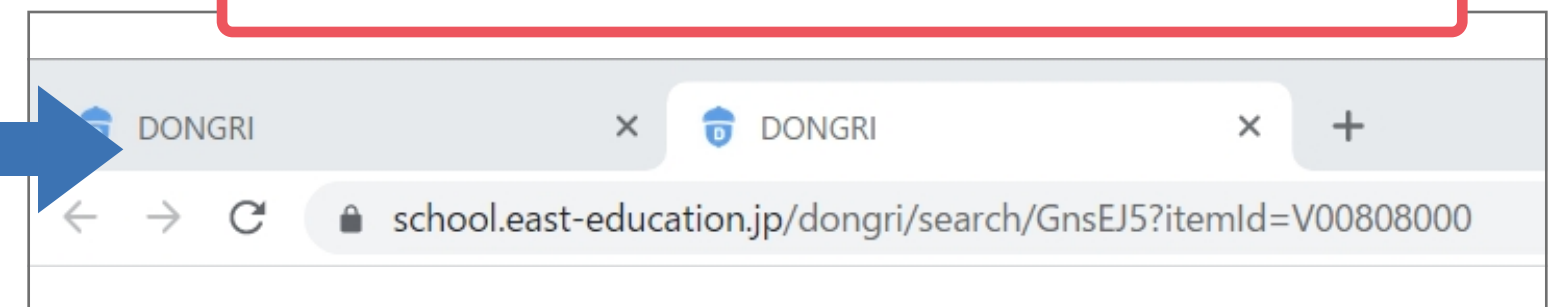 DONGRI
D DONGRI
school.east-education.jp/dongri/search/GnsEJ5?itemId=V00808000